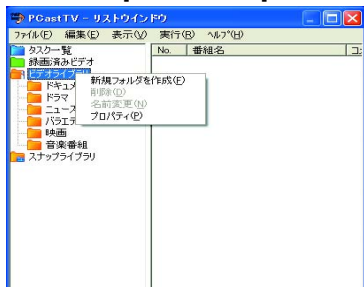 PCastTV - リストウインドウ
ファイル(F) 編集(E) 表示(V) 実行(R) ヘルプ(H)
タスク一覧
録画済みビデオ
ビデオライブラリ
ドキュメ
ドラマ
ニュース
バラエテ
映画
音楽番組
スナップライブラリ
新規フォルダを作成(F)
削除(D)
名前変更(N)
プロパティ(P)
No. 番組名